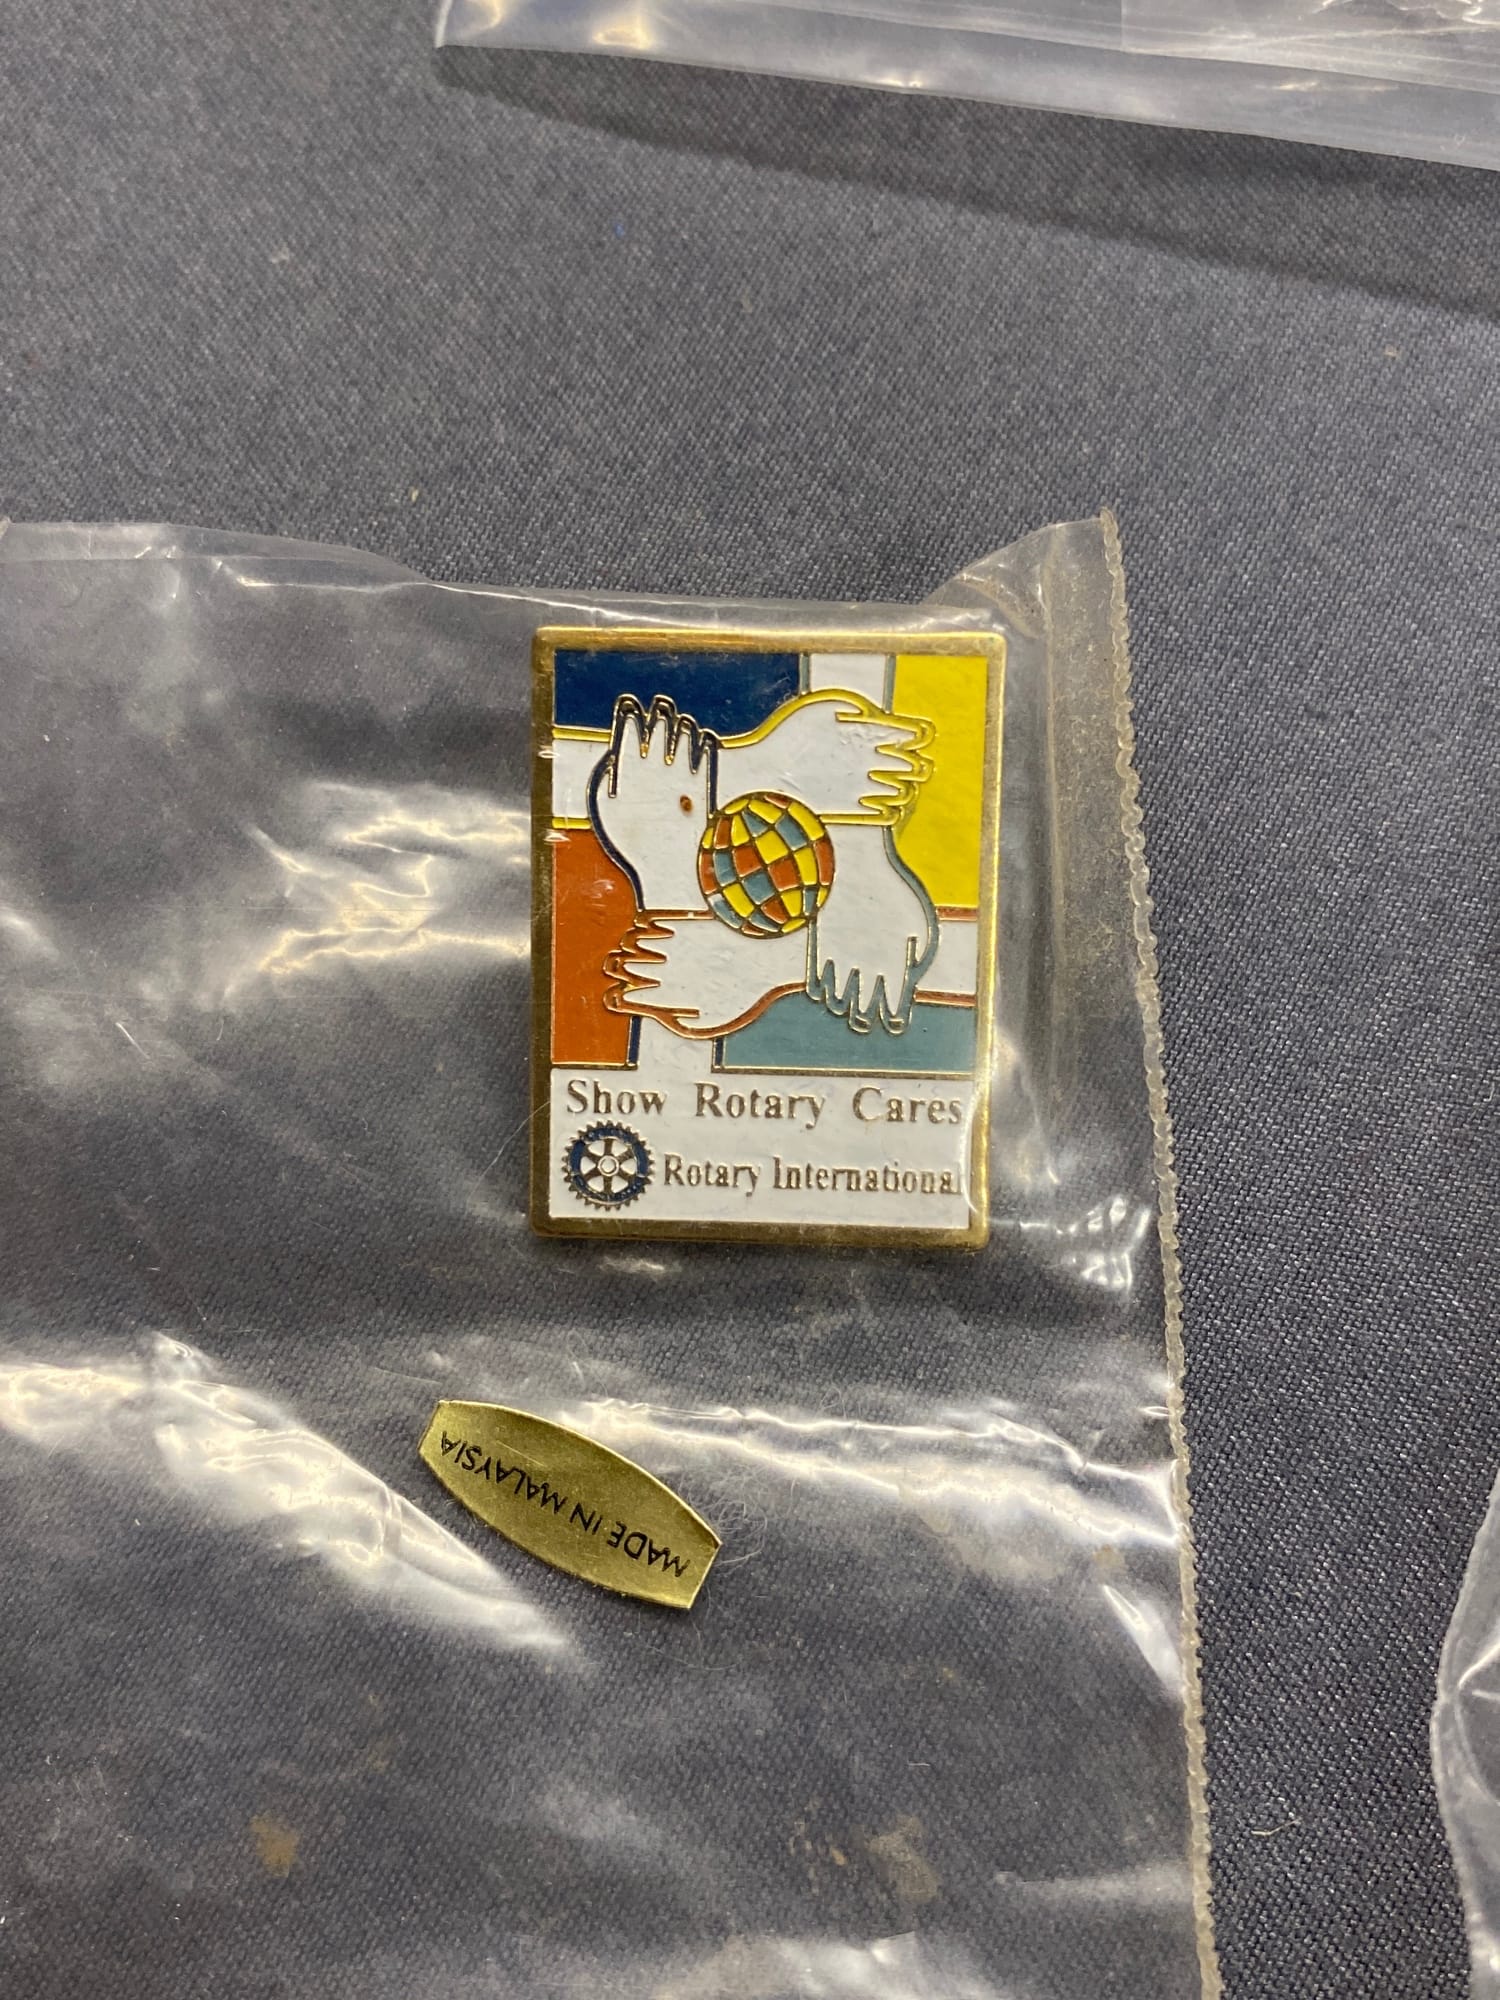 Show Rotary Cares
Rotary International
MADE IN MALAYSIA